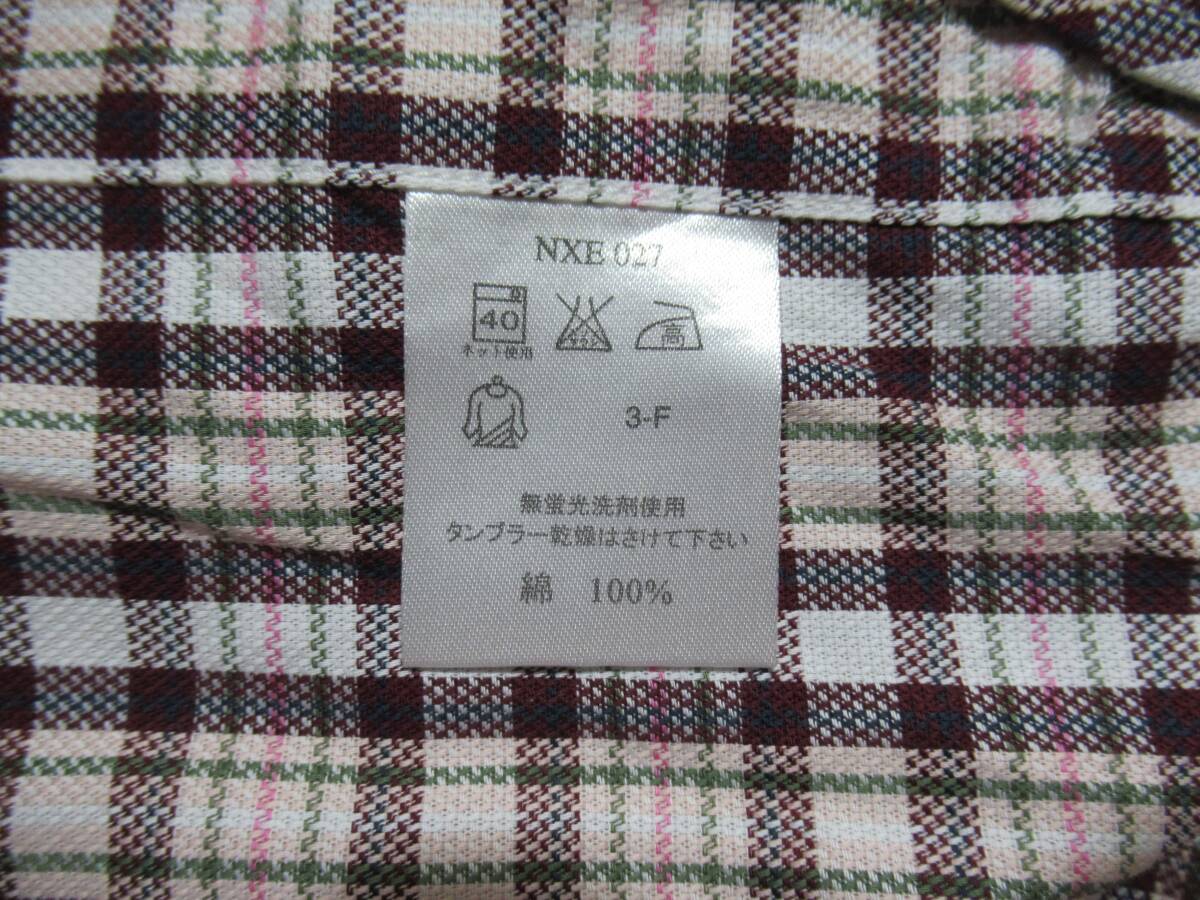 NXE 027
40
ネット使用
高
3-F
無蛍光洗剤使用
タンブラー乾燥はさけて下さい
綿 100%